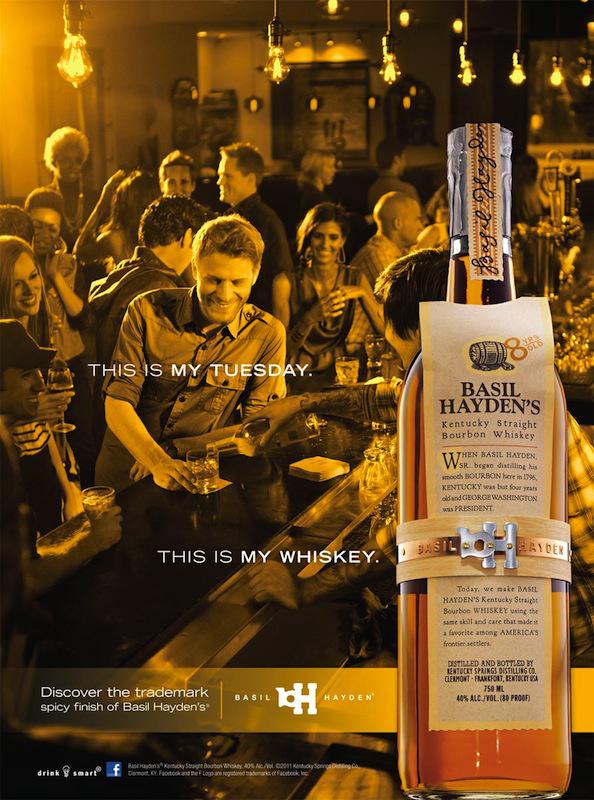 Basil Hayden
8 YRS
OLD
BASIL
HAYDEN'S
Kentucky Straight
Bourbon Whiskey
WHEN BASIL HAYDEN,
SR. began distilling his
smooth BOURBON here in 1796,
KENTUCKY was but four years
old and GEORGE WASHINGTON
was PRESIDENT.
BASIL HAYDEN
Today, we make BASIL
HAYDEN'S Kentucky Straight
Bourbon WHISKEY using the
same skill and care that made it
a favorite among AMERICA'S
frontier settlers.
DISTILLED AND BOTTLED BY
KENTUCKY SPRINGS DISTILLING CO.
CLERMONT - FRANKFORT, KENTUCKY USA
750 ML
40% ALC./VOL. (80 PROOF)
THIS IS MY TUESDAY.
THIS IS MY WHISKEY.
Discover the trademark
spicy finish of Basil Hayden's®
BASIL bH HAYDEN'
drink smart® f
Basil Hayden's® Kentucky Straight Bourbon Whiskey, 40% Alc./Vol. ©2011 Kentucky Springs Distilling Co.,
Clermont, KY. Facebook and the F Logo are registered trademarks of Facebook, Inc.